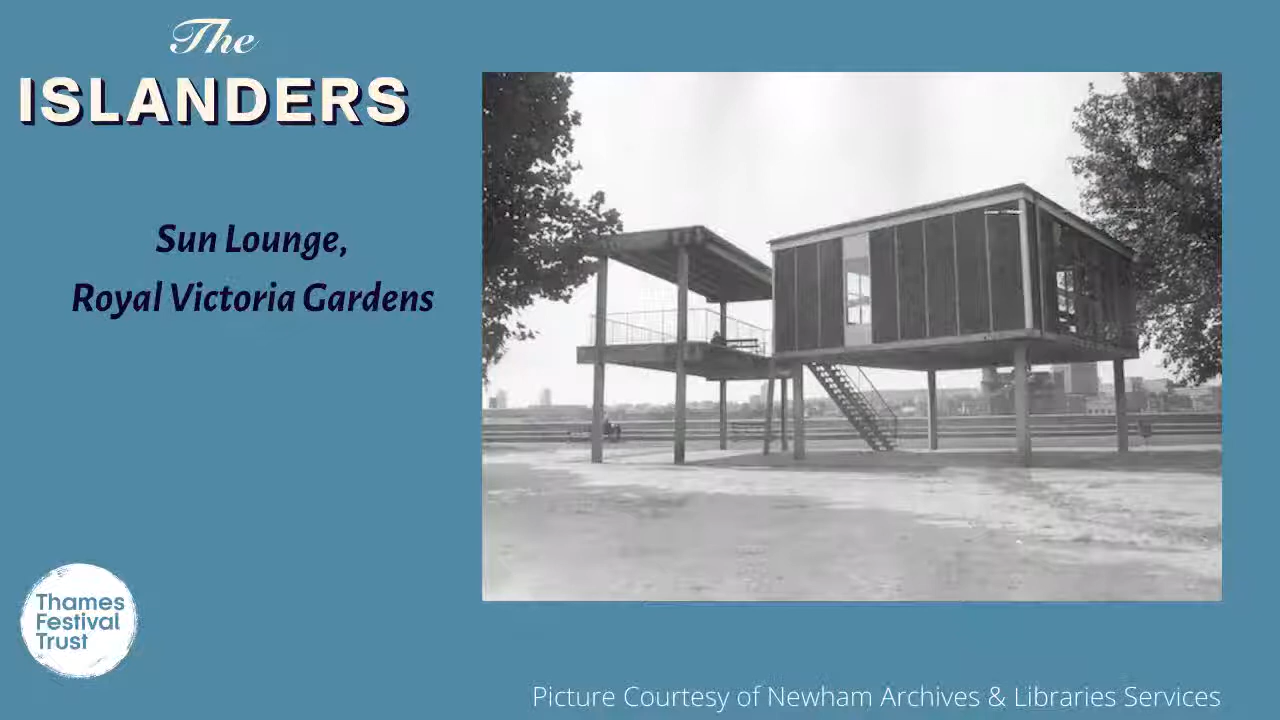 The
ISLANDERS
Sun Lounge,
Royal Victoria Gardens
Thames
Festival
Trust
Picture Courtesy of Newham Archives & Libraries Services